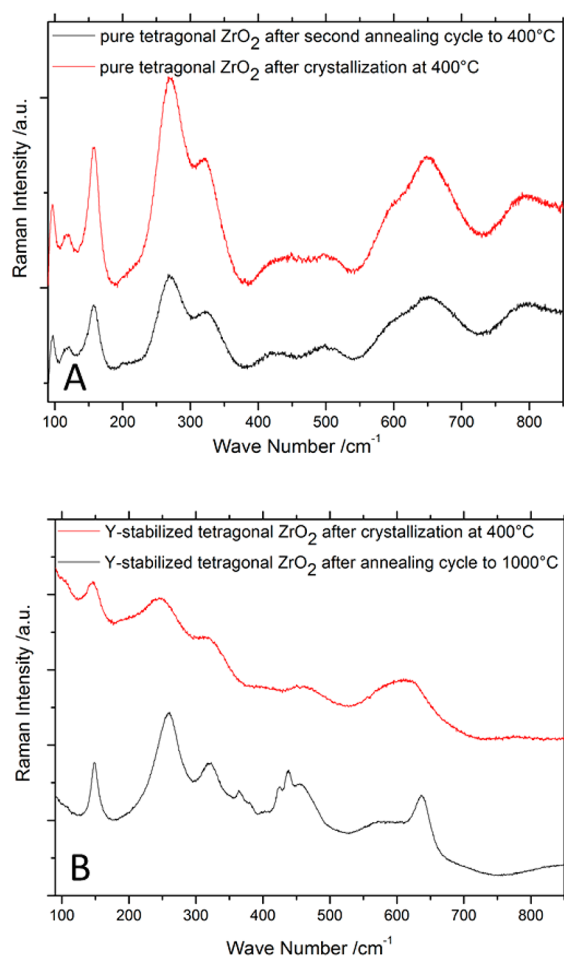 pure tetragonal ZrO2 after second annealing cycle to 400°C
pure tetragonal ZrO2 after crystallization at 400°C
Raman Intensity /a.u.
A
100 200 300 400 500 600 700 800
Wave Number /cm-1
Y-stabilized tetragonal ZrO2 after crystallization at 400°C
Y-stabilized tetragonal ZrO2 after annealing cycle to 1000°C
Raman Intensity /a.u.
B
100 200 300 400 500 600 700 800
Wave Number /cm-1